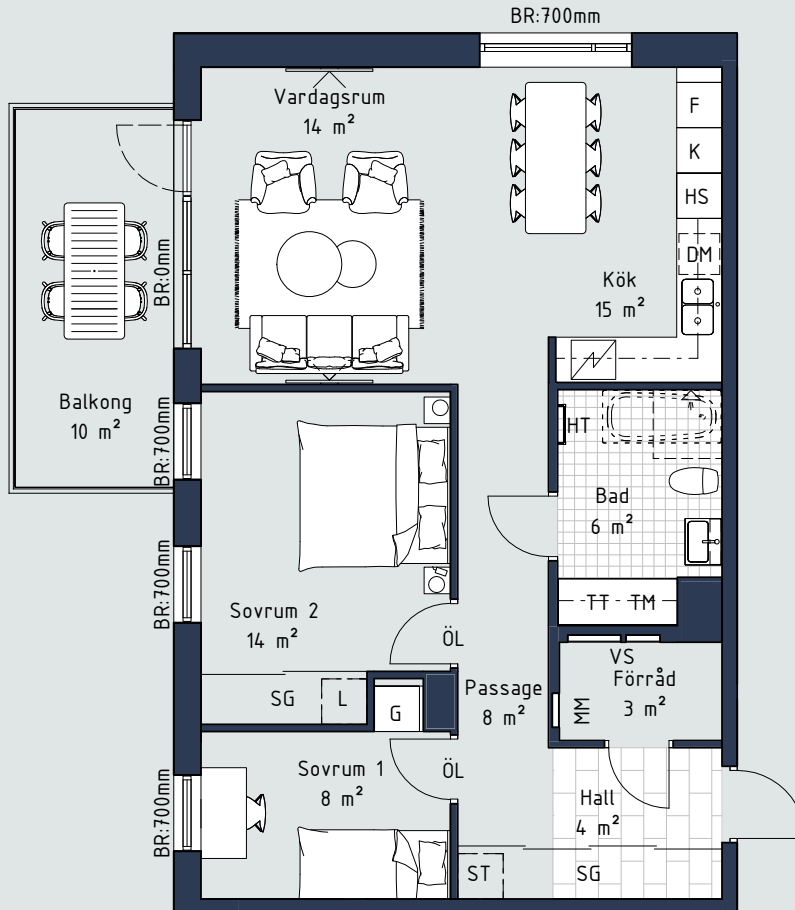 BR:700mm
Vardagsrum
14 m²
F
K
HS
DM
Kök
15 m²
BR:0mm
Balkong
10 m²
BR:700mm
HT
Bad
6 m²
BR:700mm
TT TM
Sovrum 2
14 m²
ÖL
VS
Förråd
3 m²
MM
Passage
8 m²
SG
L
G
Sovrum 1
8 m²
ÖL
Hall
4 m²
BR:700mm
ST
SG